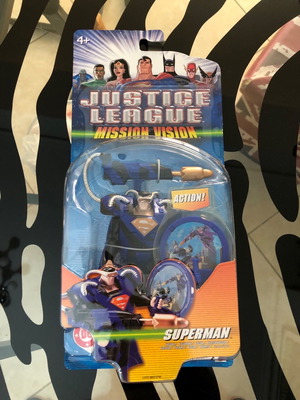 4+
JUSTICE
LEAGUE
MISSION VISION
ACTION!
SUPERMAN